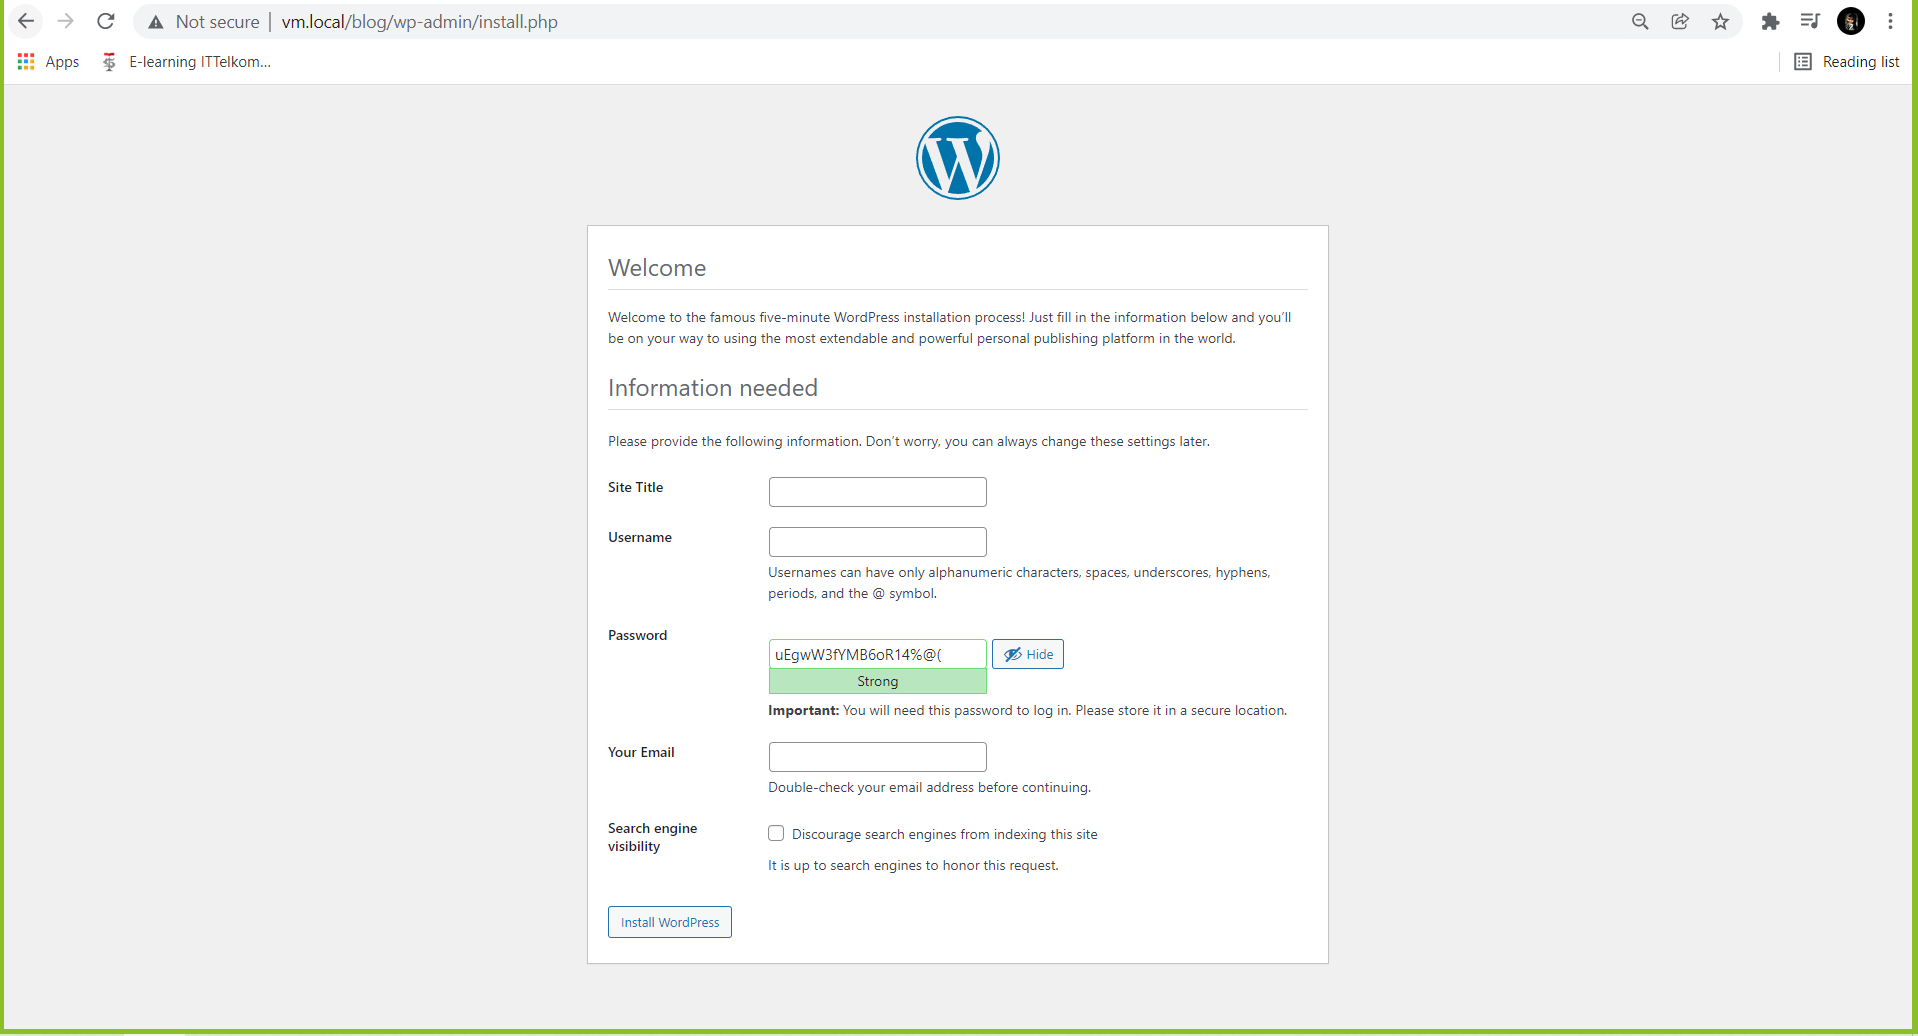 Not secure | vm.local/blog/wp-admin/install.php
Apps E-learning ITTelkom... Reading list
Welcome
Welcome to the famous five-minute WordPress installation process! Just fill in the information below and you’ll
be on your way to using the most extendable and powerful personal publishing platform in the world.
Information needed
Please provide the following information. Don’t worry, you can always change these settings later.
Site Title
Username
Usernames can have only alphanumeric characters, spaces, underscores, hyphens,
periods, and the @ symbol.
Password
uEgwW3fYMB6oR14%@( Hide
Strong
Important: You will need this password to log in. Please store it in a secure location.
Your Email
Double-check your email address before continuing.
Search engine
visibility
Discourage search engines from indexing this site
It is up to search engines to honor this request.
Install WordPress